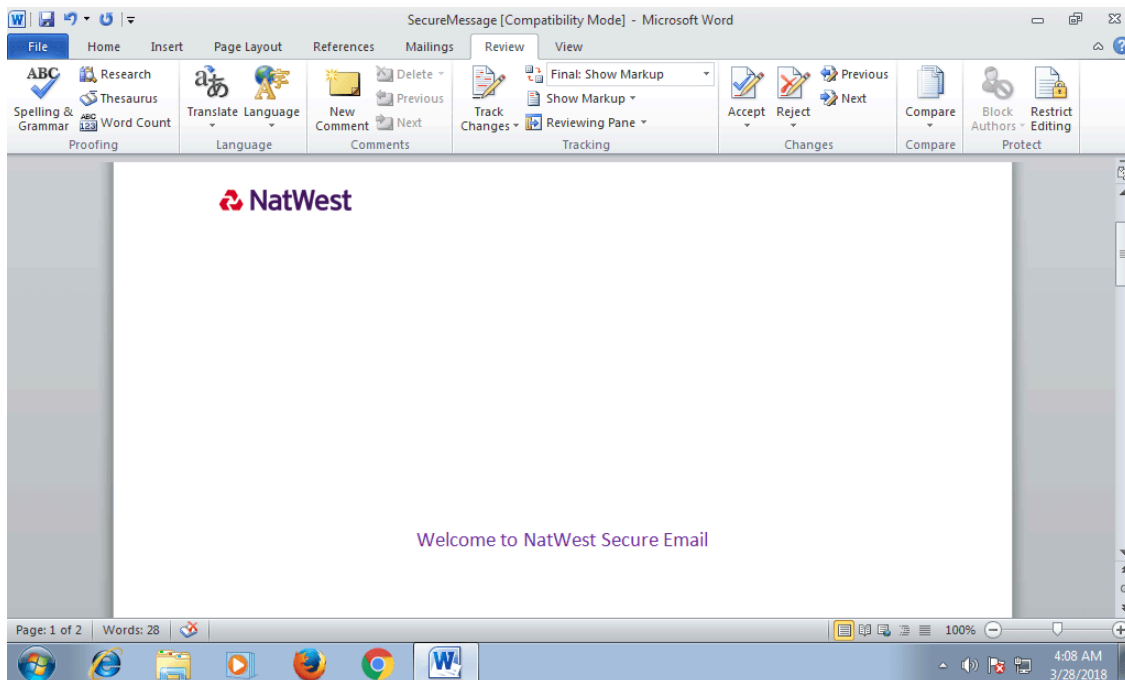 SecureMessage [Compatibility Mode] - Microsoft Word
File Home Insert Page Layout References Mailings Review View
ABC Research Delete Final: Show Markup Previous
Thesaurus Previous Show Markup Next
Spelling & Grammar ABC 123 Word Count Translate Language New Comment Next Track Changes Reviewing Pane Accept Reject Compare Block Authors Restrict Editing
Proofing Language Comments Tracking Changes Compare Protect
NatWest
Welcome to NatWest Secure Email
Page: 1 of 2 Words: 28 100%
4:08 AM
3/28/2018